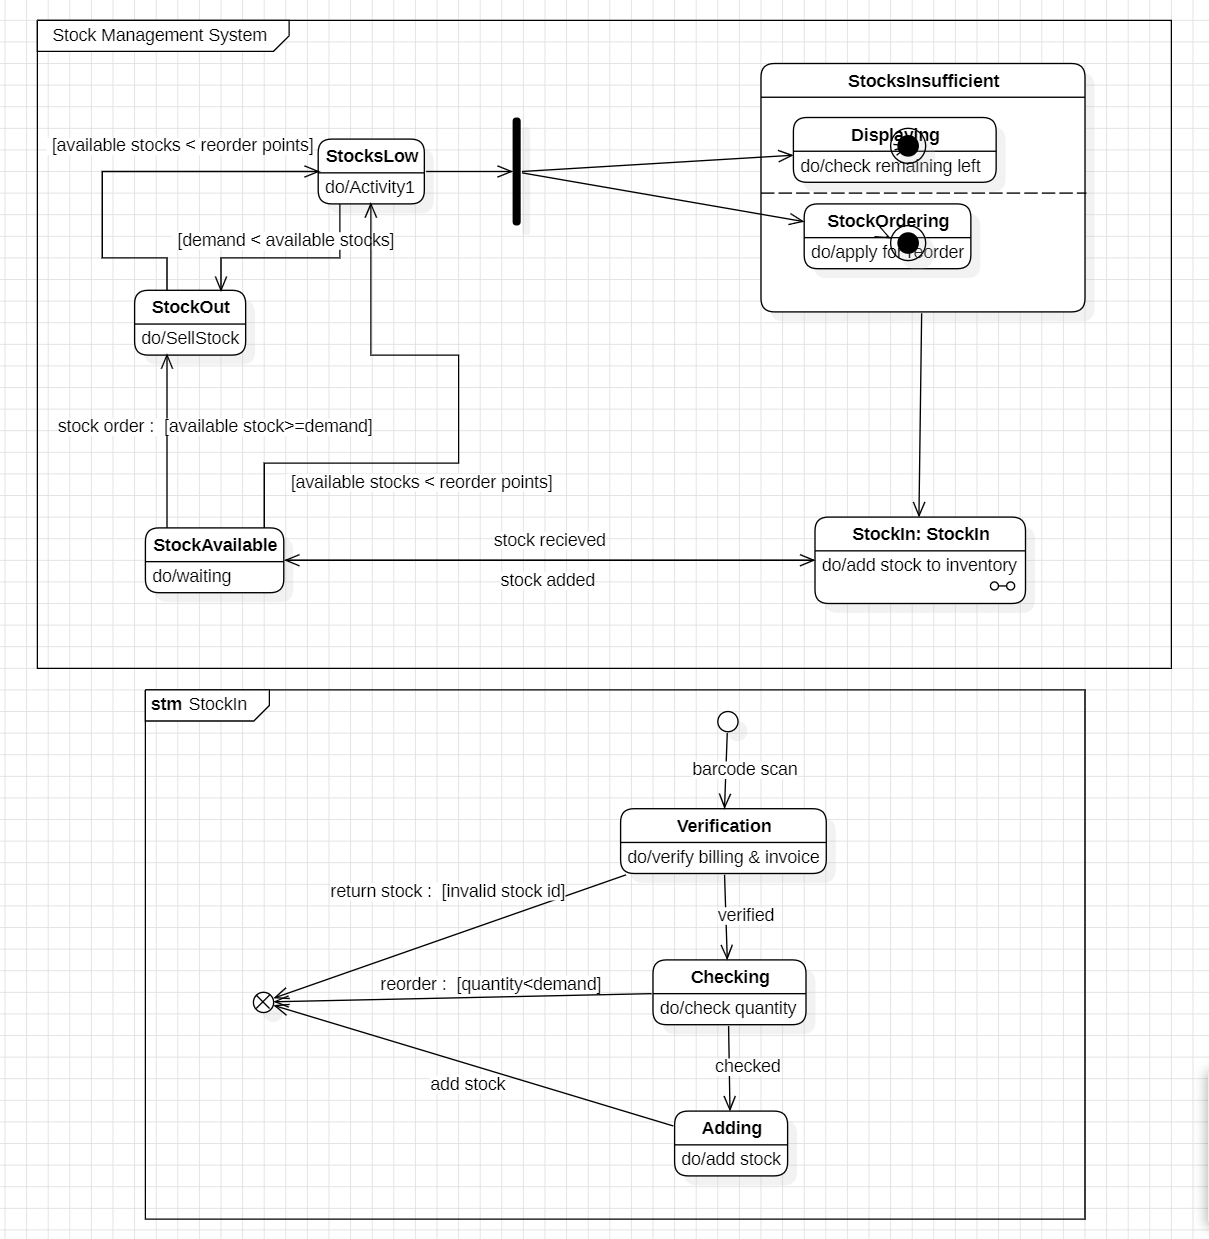 Stock Management System
StocksInsufficient
[available stocks < reorder points]
StocksLow
do/Activity1
Displaying
do/check remaining left
StockOrdering
do/apply for reorder
[demand < available stocks]
StockOut
do/SellStock
stock order : [available stock>=demand]
[available stocks < reorder points]
StockAvailable
do/waiting
stock recieved
stock added
StockIn: StockIn
do/add stock to inventory
stm StockIn
barcode scan
Verification
do/verify billing & invoice
return stock : [invalid stock id]
verified
Checking
do/check quantity
reorder : [quantity<demand]
checked
add stock
Adding
do/add stock